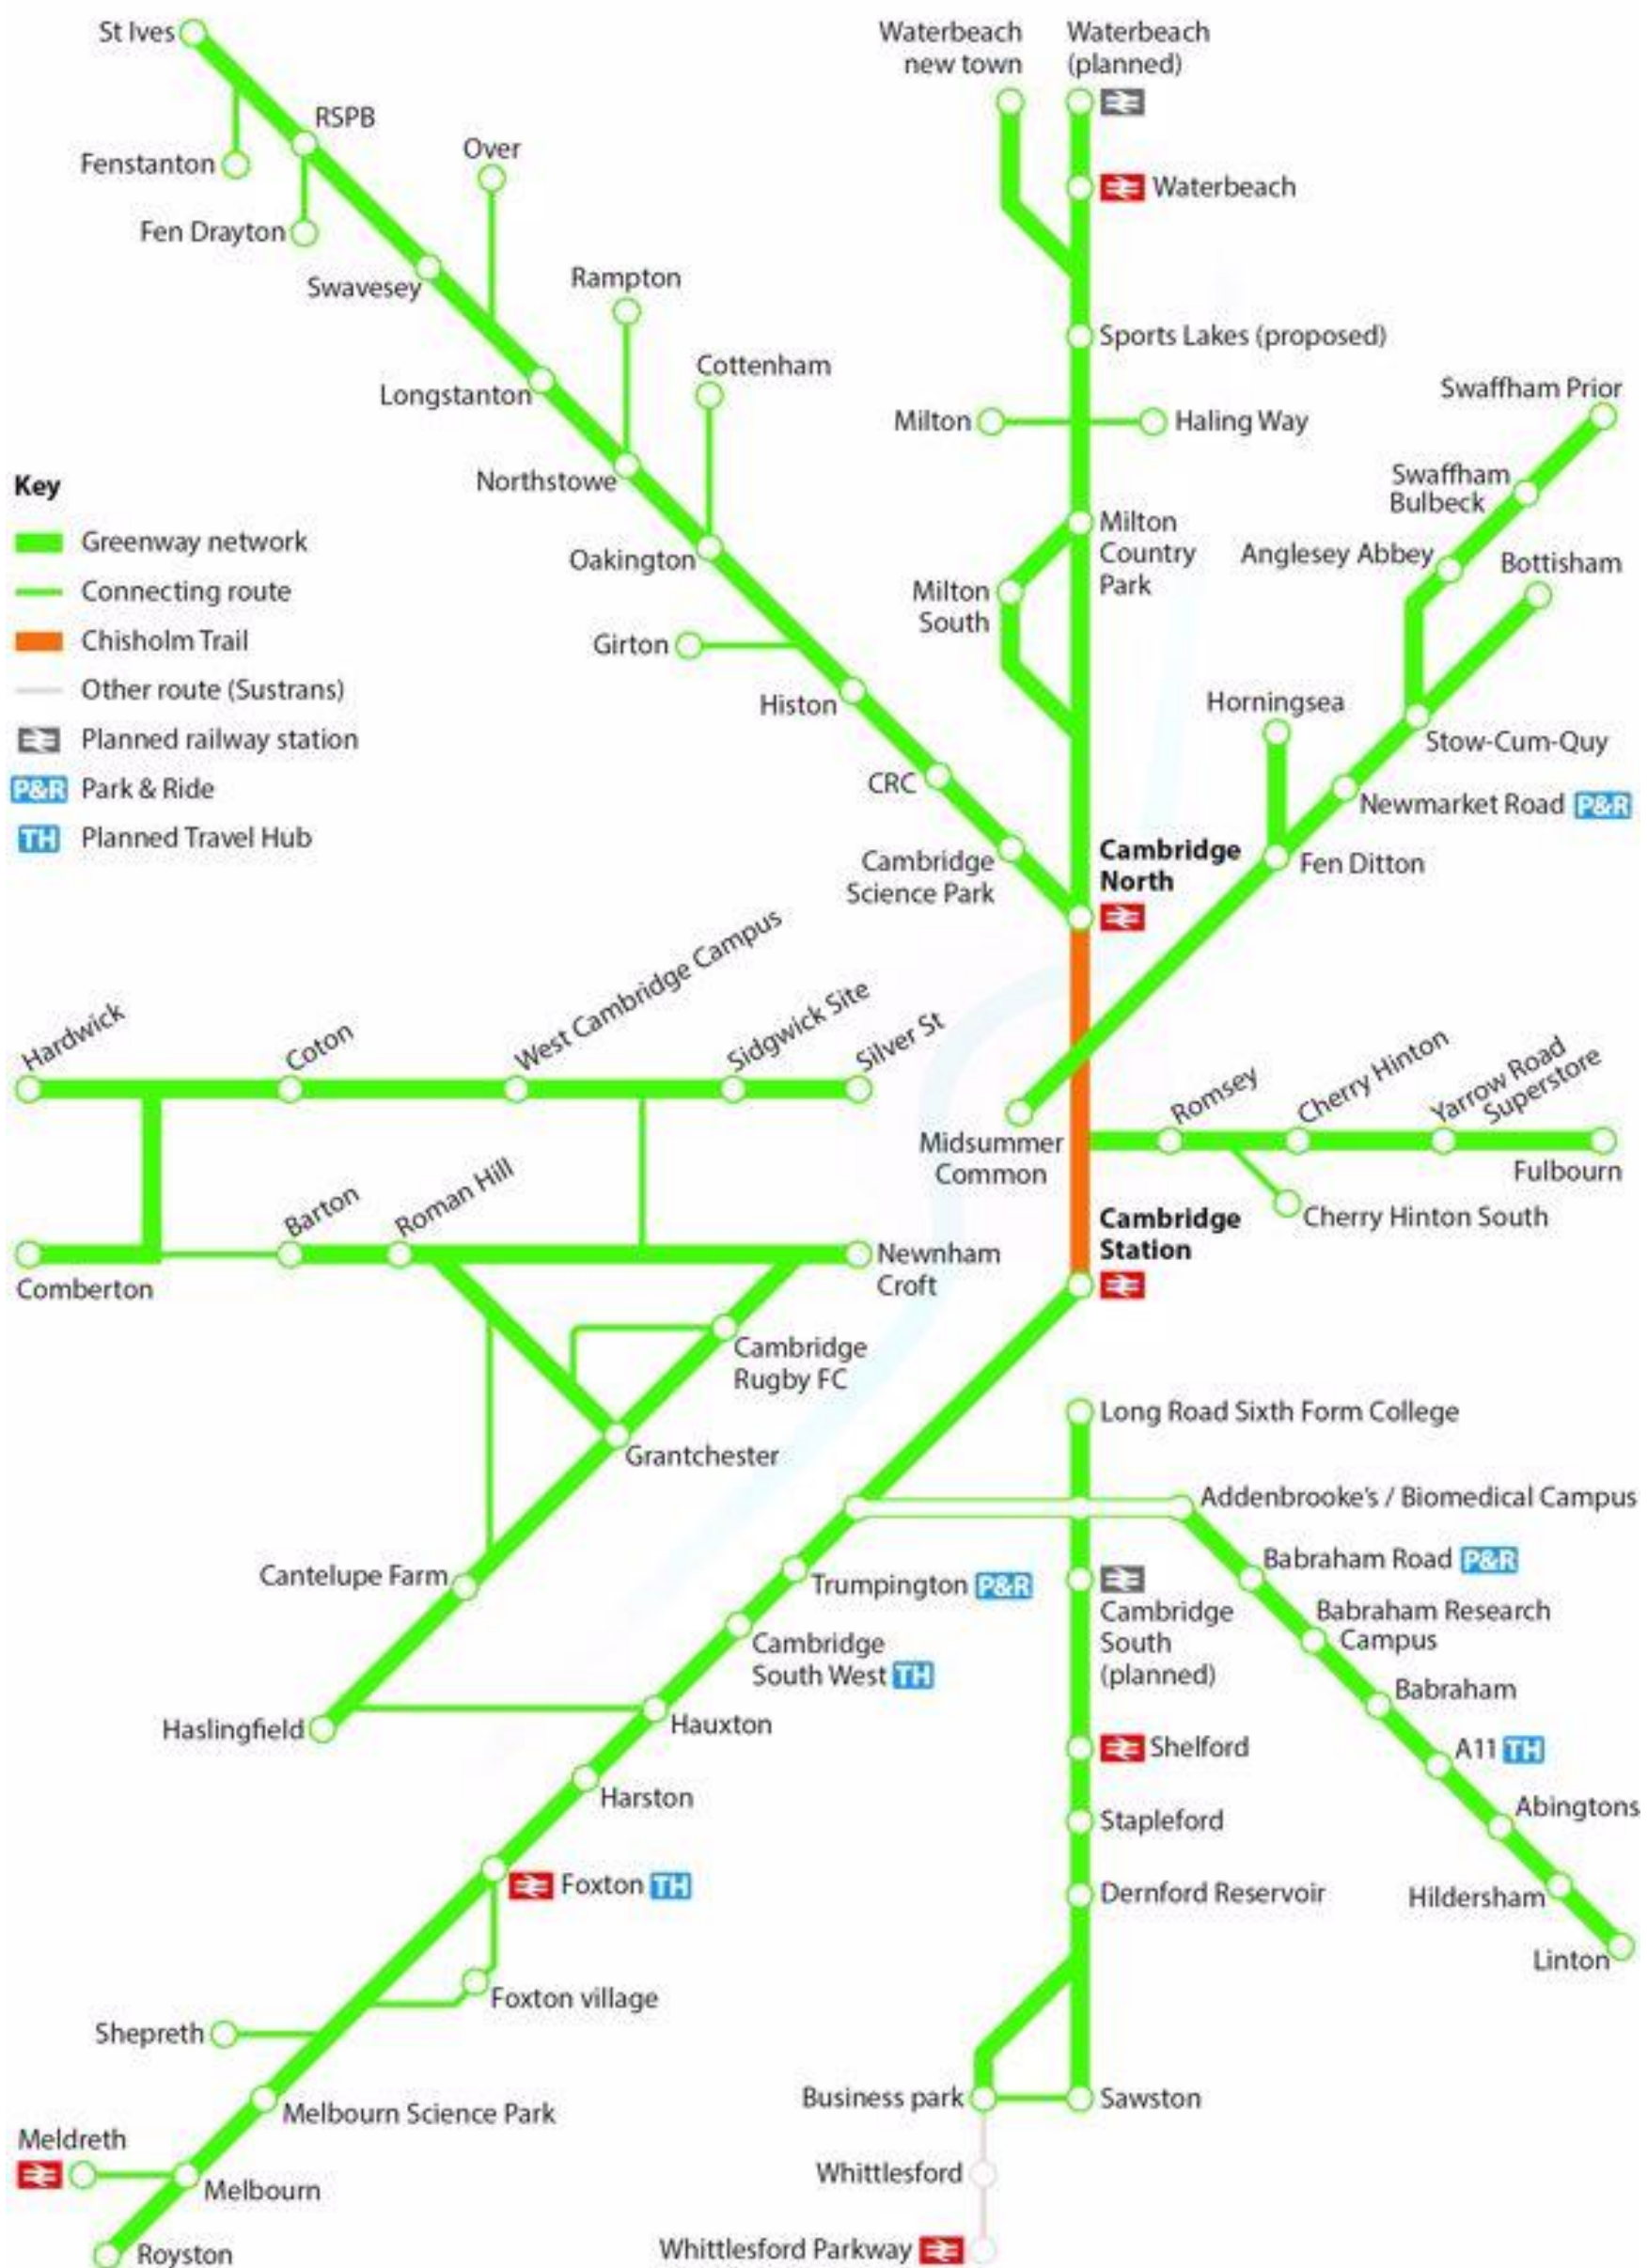 St Ives
Waterbeach
new town
Waterbeach
(planned)
RSPB
Over
Fenstanton
Waterbeach
Fen Drayton
Swavesey
Rampton
Sports Lakes (proposed)
Cottenham
Longstanton
Swaffham Prior
Milton
Haling Way
Swaffham
Bulbeck
Northstowe
Key
Greenway network
Connecting route
Chisholm Trail
Other route (Sustrans)
Planned railway station
P&R Park & Ride
TH Planned Travel Hub
Milton
Country
Park
Anglesey Abbey
Bottisham
Oakington
Milton
South
Girton
Histon
Horningsea
Stow-Cum-Quy
CRC
Newmarket Road P&R
Cambridge
Science Park
Cambridge
North
Fen Ditton
Hardwick
Coton
West Cambridge Campus
Sidgwick Site
Silver St
Midsummer
Common
Romsey
Cherry Hinton
Yarrow Road
Superstore
Fulbourn
Cherry Hinton South
Barton
Roman Hill
Cambridge
Station
Comberton
Newnham
Croft
Cambridge
Rugby FC
Long Road Sixth Form College
Grantchester
Addenbrooke's / Biomedical Campus
Babraham Road P&R
Cantelupe Farm
Trumpington P&R
Cambridge
South
(planned)
Babraham Research
Campus
Cambridge
South West TH
Babraham
Haslingfield
Hauxton
Shelford
A11 TH
Harston
Stapleford
Abingtons
Foxton TH
Dernford Reservoir
Hildersham
Linton
Foxton village
Shepreth
Business park
Sawston
Melbourn Science Park
Meldreth
Whittlesford
Melbourn
Royston
Whittlesford Parkway